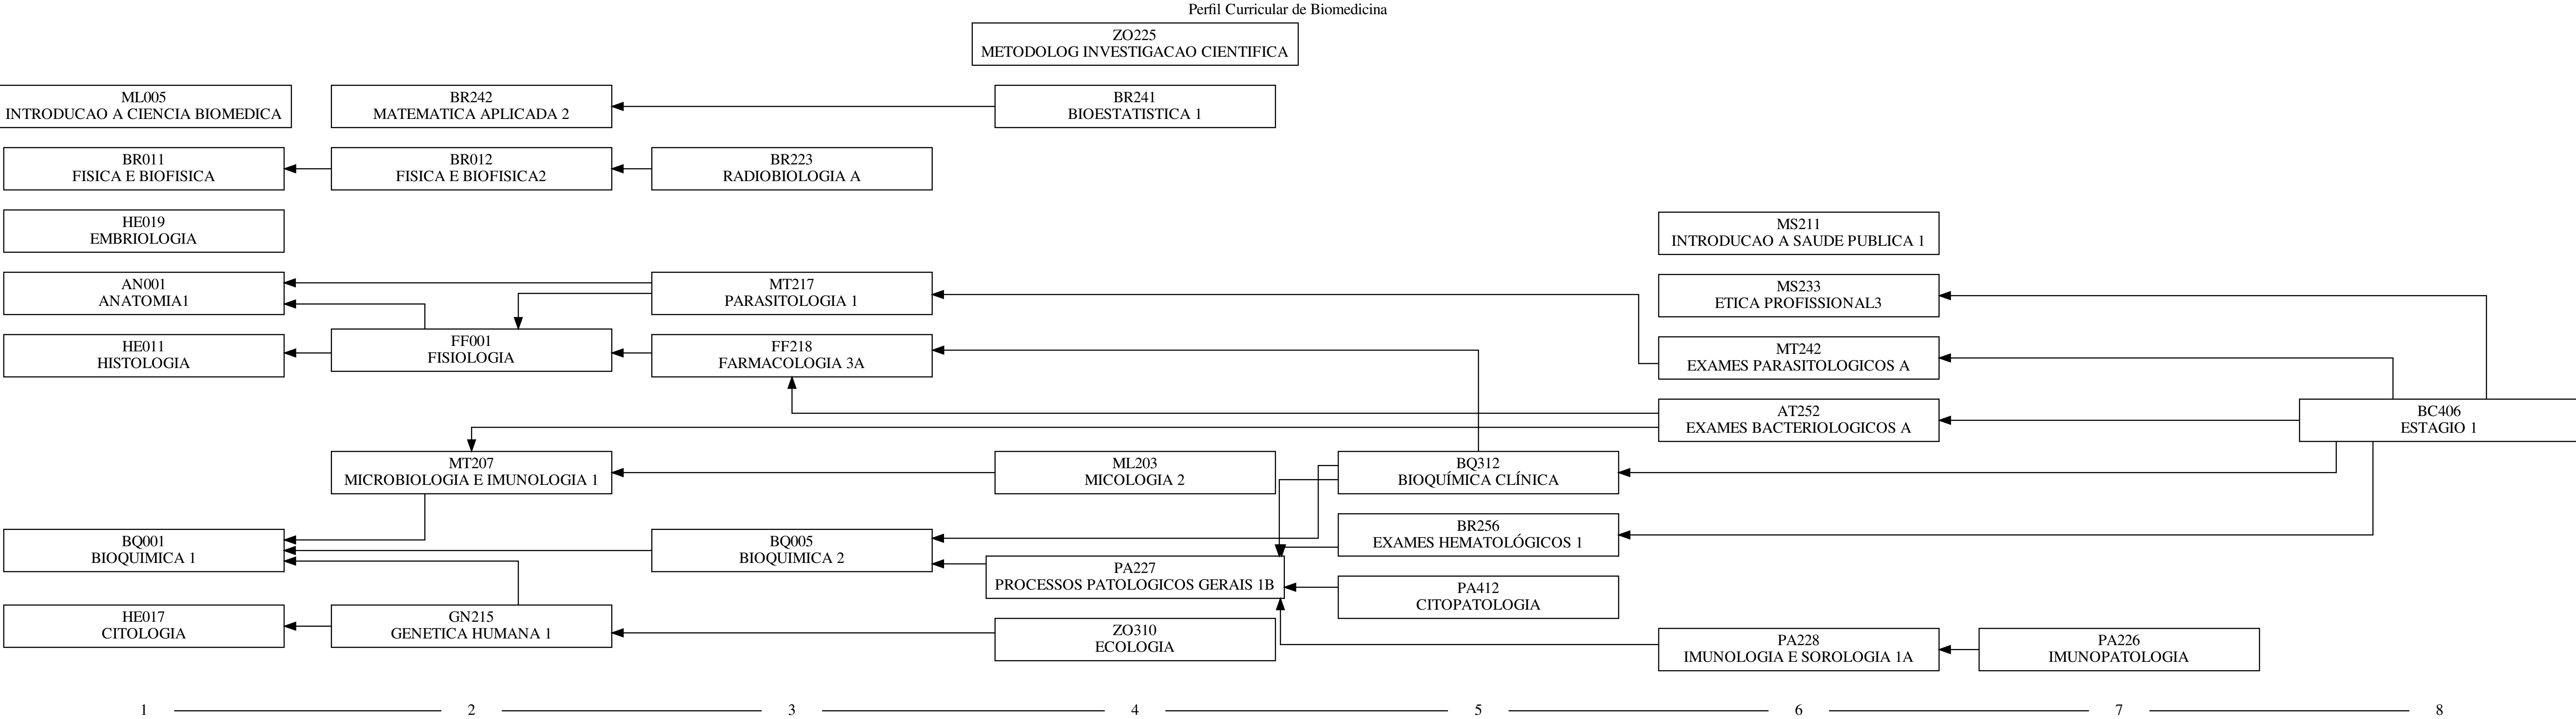 Perfil Curricular de Biomedicina
ZO225
METODOLOG INVESTIGACAO CIENTIFICA
ML005
INTRODUCAO A CIENCIA BIOMEDICA
BR242
MATEMATICA APLICADA 2
BR241
BIOESTATISTICA 1
BR011
FISICA E BIOFISICA
BR012
FISICA E BIOFISICA2
BR223
RADIOBIOLOGIA A
HE019
EMBRIOLOGIA
MS211
INTRODUCAO A SAUDE PUBLICA 1
AN001
ANATOMIA1
MT217
PARASITOLOGIA 1
MS233
ETICA PROFISSIONAL3
HE011
HISTOLOGIA
FF001
FISIOLOGIA
FF218
FARMACOLOGIA 3A
MT242
EXAMES PARASITOLOGICOS A
AT252
EXAMES BACTERIOLOGICOS A
BC406
ESTAGIO 1
MT207
MICROBIOLOGIA E IMUNOLOGIA 1
ML203
MICOLOGIA 2
BQ312
BIOQUÍMICA CLÍNICA
BQ001
BIOQUIMICA 1
BQ005
BIOQUIMICA 2
PA227
PROCESSOS PATOLOGICOS GERAIS 1B
BR256
EXAMES HEMATOLÓGICOS 1
PA412
CITOPATOLOGIA
HE017
CITOLOGIA
GN215
GENETICA HUMANA 1
ZO310
ECOLOGIA
PA228
IMUNOLOGIA E SOROLOGIA 1A
PA226
IMUNOPATOLOGIA
1 2 3 4 5 6 7 8